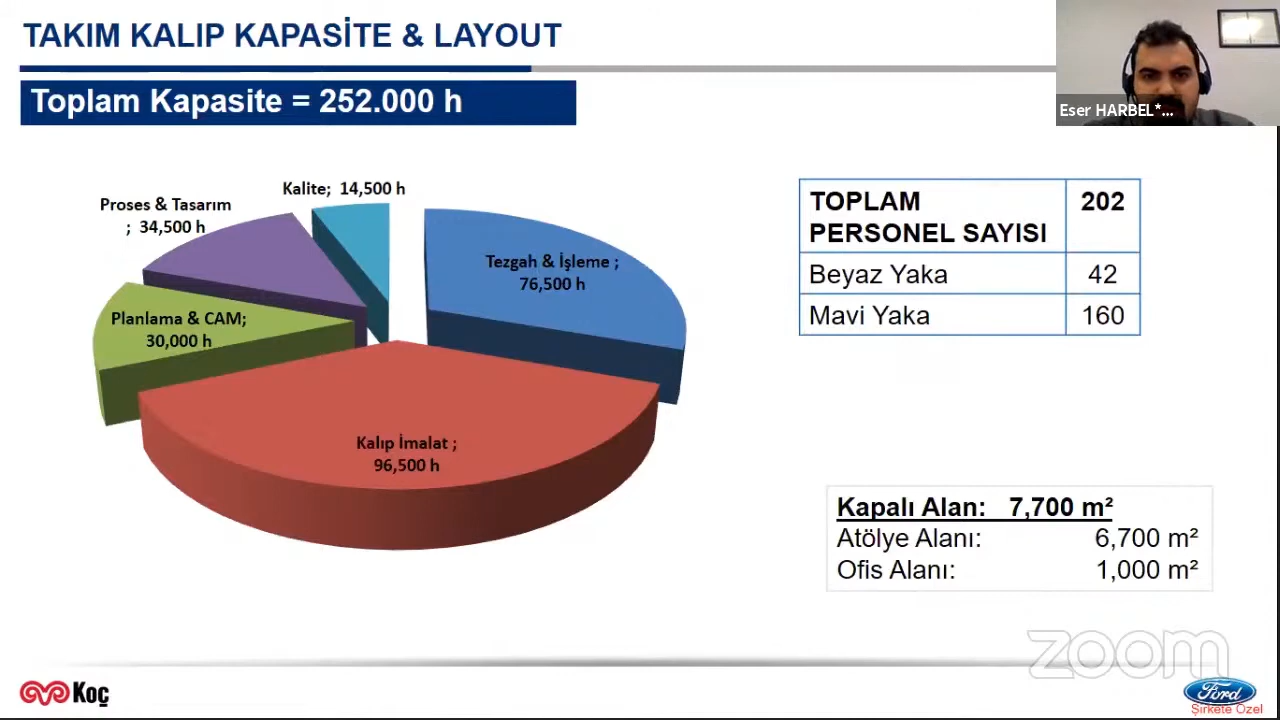 TAKIM KALIP KAPASİTE & LAYOUT
Toplam Kapasite = 252.000 h
Eser HARBEL*...
Kalite; 14,500 h
Proses & Tasarım
; 34,500 h
Tezgah & İşleme ;
76,500 h
Planlama & CAM;
30,000 h
Kalıp İmalat ;
96,500 h
TOPLAM PERSONEL SAYISI 202
Beyaz Yaka 42
Mavi Yaka 160
Kapalı Alan: 7,700 m²
Atölye Alanı: 6,700 m²
Ofis Alanı: 1,000 m²
zoom
Koç
Ford
Şirkete Özel